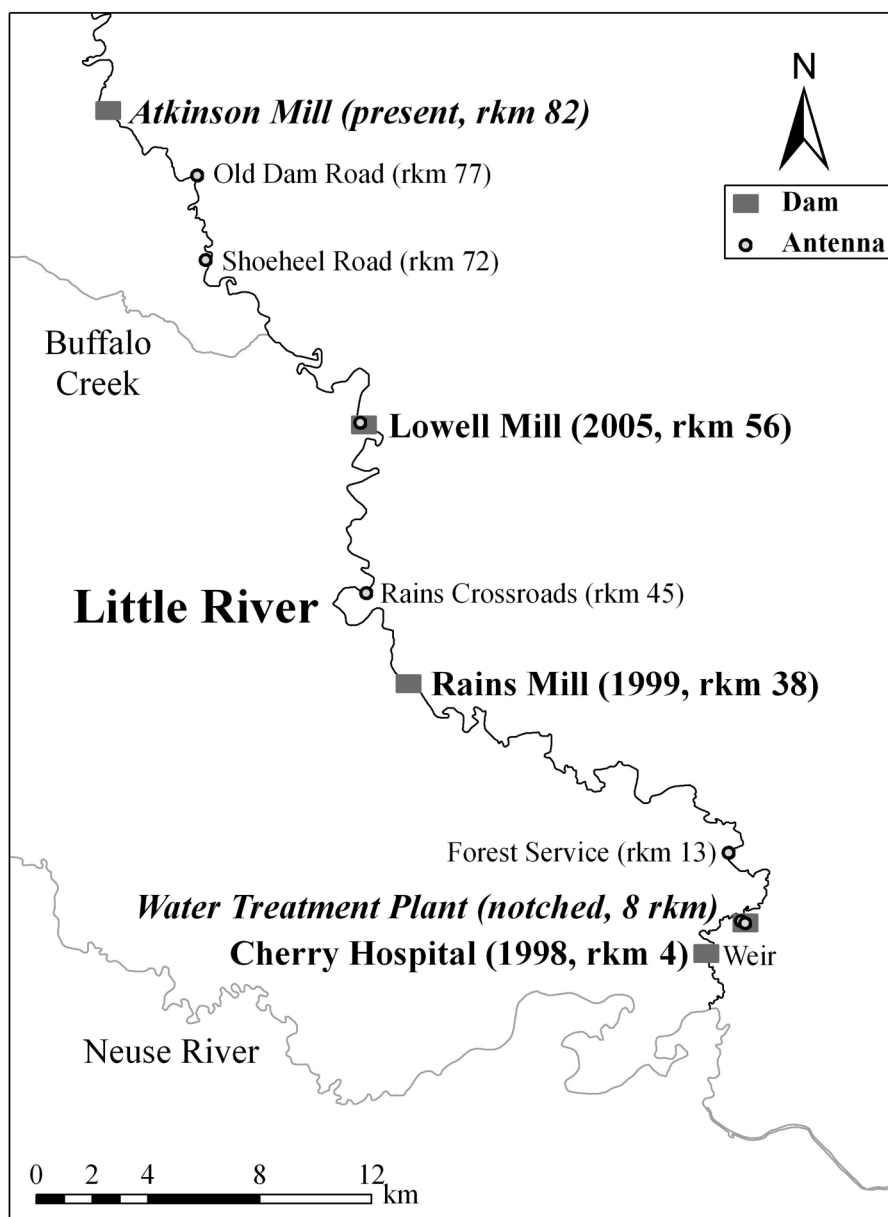 Atkinson Mill (present, rkm 82)
N
Old Dam Road (rkm 77)
Dam
Antenna
Shoeheel Road (rkm 72)
Buffalo
Creek
Lowell Mill (2005, rkm 56)
Little River
Rains Crossroads (rkm 45)
Rains Mill (1999, rkm 38)
Forest Service (rkm 13)
Water Treatment Plant (notched, 8 rkm)
Cherry Hospital (1998, rkm 4)
Weir
Neuse River
0 2 4 8 12
km